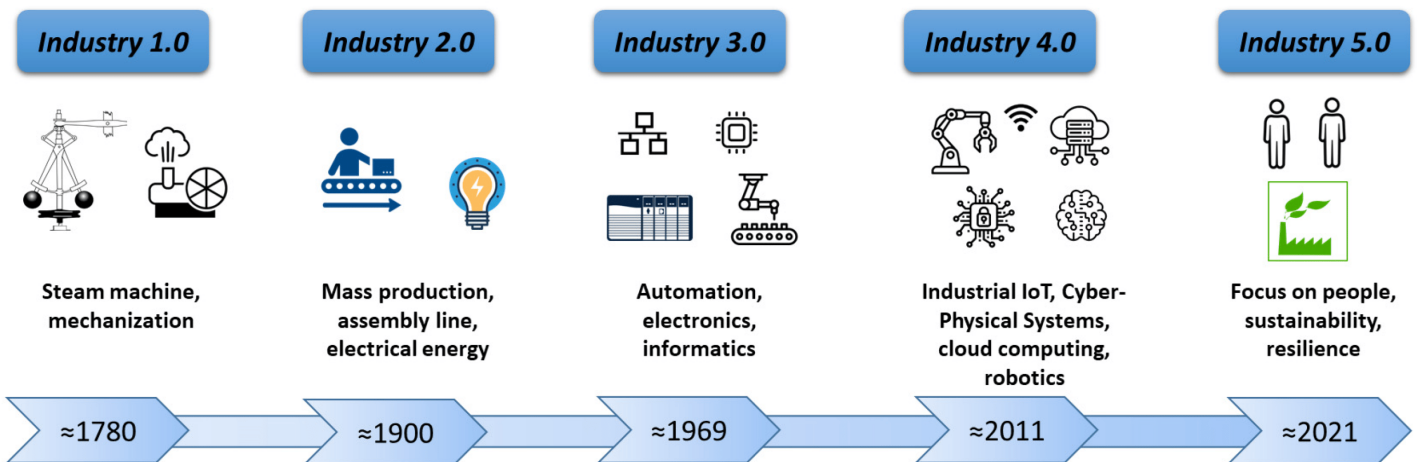 Industry 1.0
Industry 2.0
Industry 3.0
Industry 4.0
Industry 5.0
Steam machine,
mechanization
Mass production,
assembly line,
electrical energy
Automation,
electronics,
informatics
Industrial IoT, Cyber-
Physical Systems,
cloud computing,
robotics
Focus on people,
sustainability,
resilience
≈1780
≈1900
≈1969
≈2011
≈2021